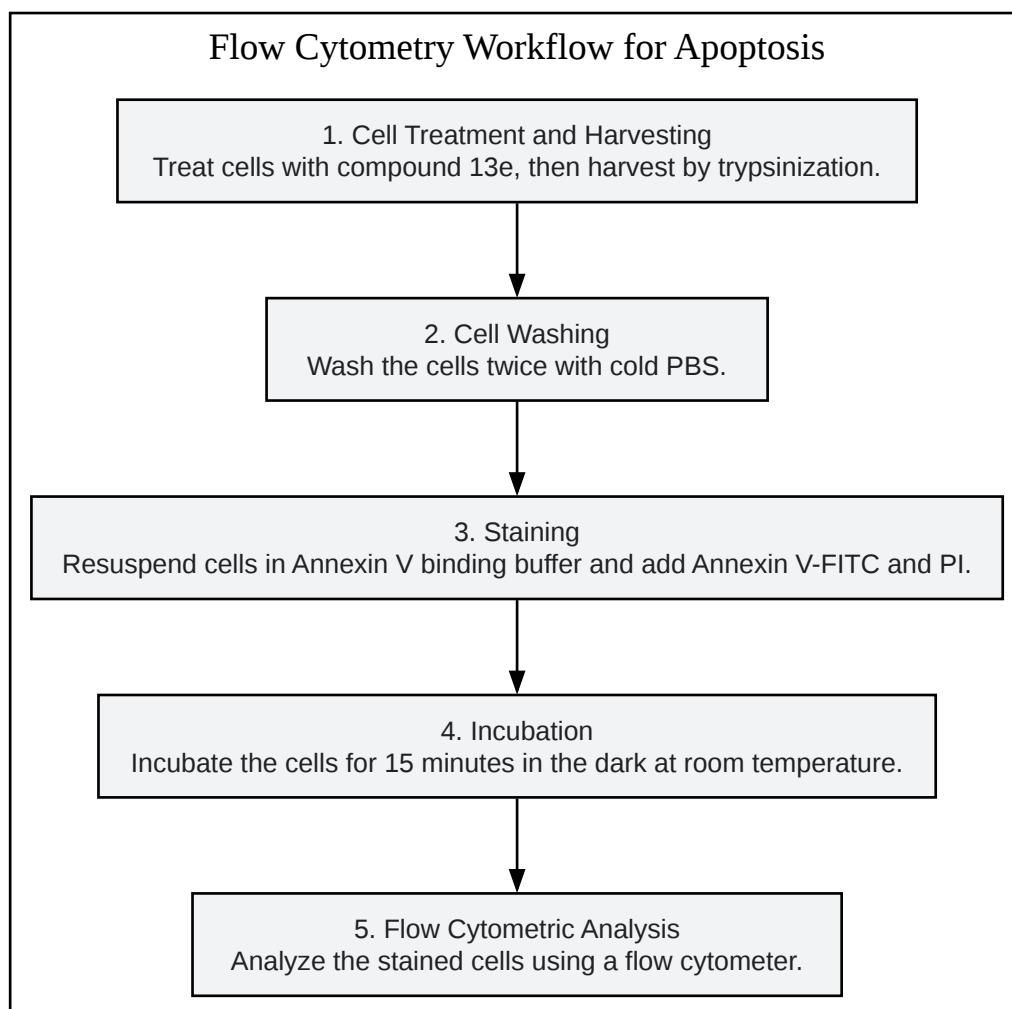 Flow Cytometry Workflow for Apoptosis
1. Cell Treatment and Harvesting
Treat cells with compound 13e, then harvest by trypsinization.
2. Cell Washing
Wash the cells twice with cold PBS.
3. Staining
Resuspend cells in Annexin V binding buffer and add Annexin V-FITC and PI.
4. Incubation
Incubate the cells for 15 minutes in the dark at room temperature.
5. Flow Cytometric Analysis
Analyze the stained cells using a flow cytometer.